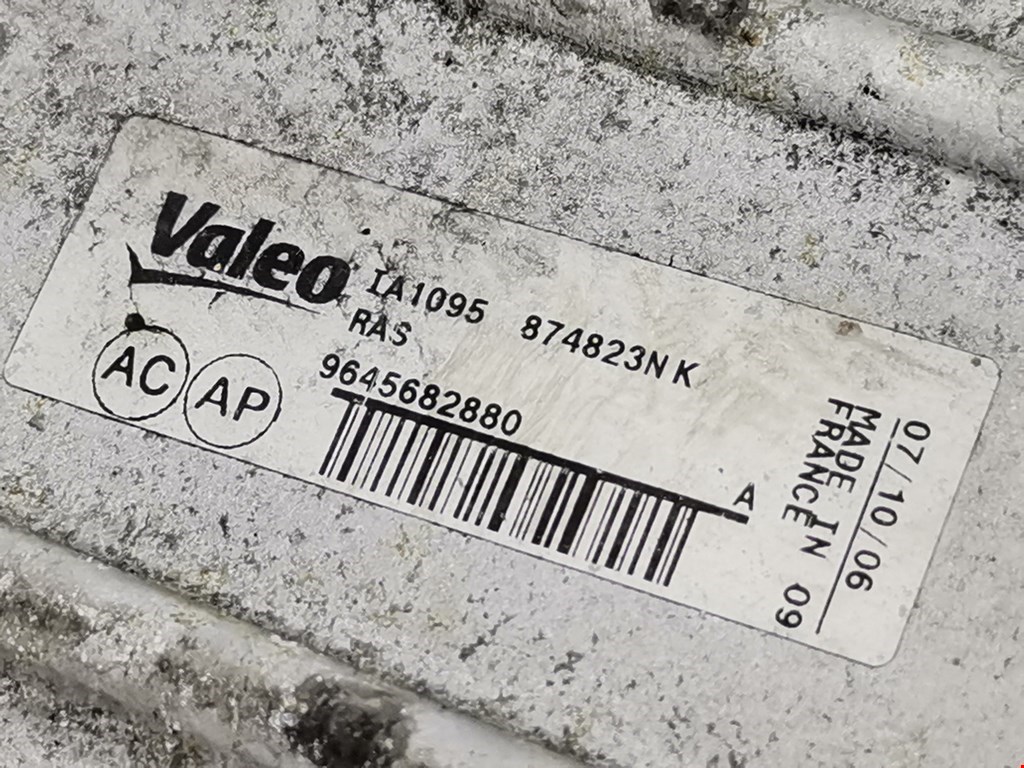 Valeo
IA1095 874823NK
RAS
9645682880
A
AC AP
07/10/06
MADE IN
FRANCE 09